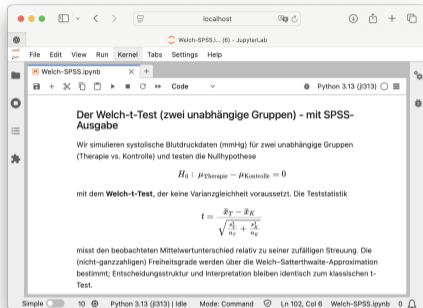 localhost
Welch-SPSS.i... (6) - JupyterLab
File Edit View Run Kernel Tabs Settings Help
Welch-SPSS.ipynb
Code
Python 3.13 (jl313)
Der Welch-t-Test (zwei unabhängige Gruppen) - mit SPSS-
Ausgabe
Wir simulieren systolische Blutdruckdaten (mmHg) für zwei unabhängige Gruppen
(Therapie vs. Kontrolle) und testen die Nullhypothese
H₀ : μ_Therapie − μ_Kontrolle = 0
mit dem Welch-t-Test, der keine Varianzgleichheit voraussetzt. Die Teststatistik
t = (x̄_T − x̄_K) / √(s²_T/n_T + s²_K/n_K)
misst den beobachteten Mittelwertunterschied relativ zu seiner zufälligen Streuung. Die
(nicht-ganzzahligen) Freiheitsgrade werden über die Welch-Satterthwaite-Approximation
bestimmt; Entscheidungsstruktur und Interpretation bleiben identisch zum klassischen t-
Test.
Simple 10 Python 3.13 (jl313) | Idle Mode: Command Ln 102, Col 6 Welch-SPSS.ipynb 0